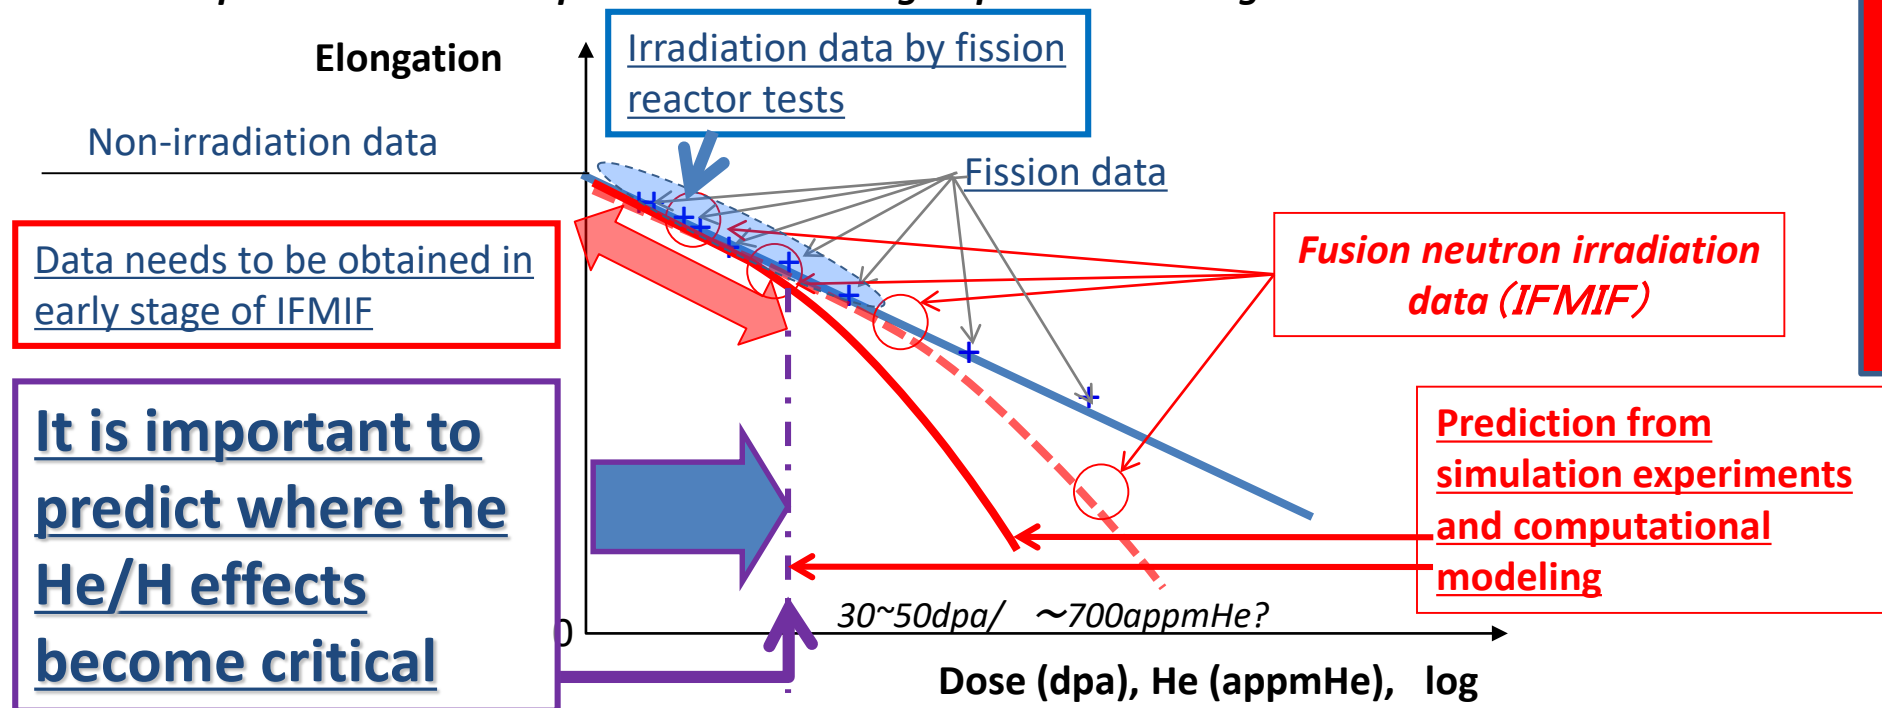 Elongation
Irradiation data by fission
reactor tests
Non-irradiation data
Fission data
Data needs to be obtained in
early stage of IFMIF
Fusion neutron irradiation
data (IFMIF)
It is important to
predict where the
He/H effects
become critical
Prediction from
simulation experiments
and computational
modeling
30~50dpa/ ～700appmHe?
0
Dose (dpa), He (appmHe), log